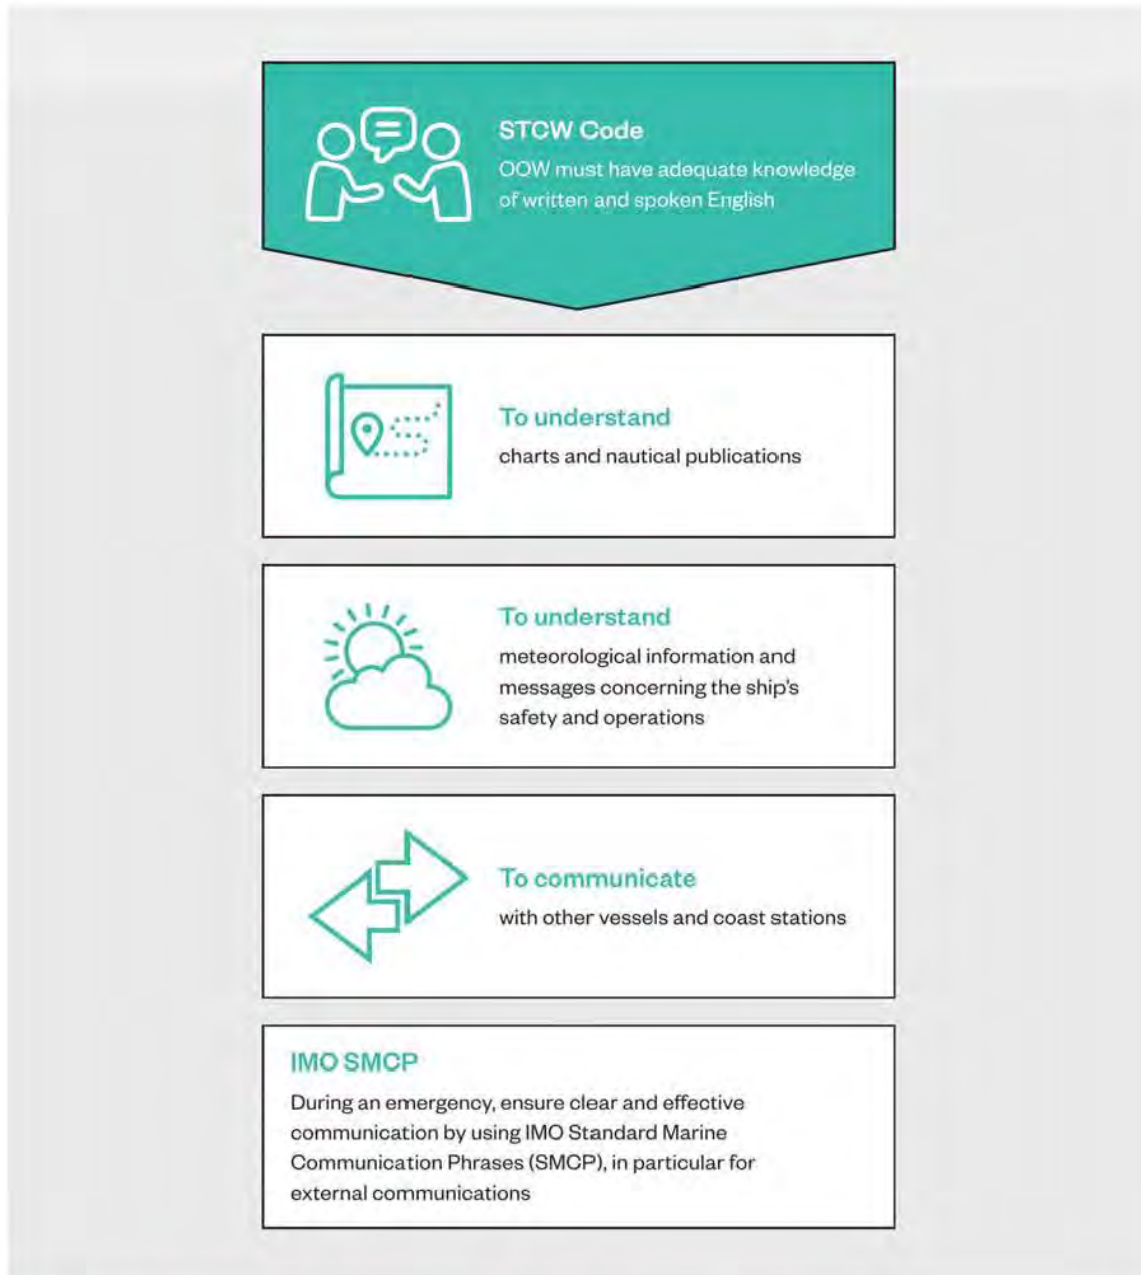 STCW Code
OOW must have adequate knowledge
of written and spoken English
To understand
charts and nautical publications
To understand
meteorological information and
messages concerning the ship's
safety and operations
To communicate
with other vessels and coast stations
IMO SMCP
During an emergency, ensure clear and effective
communication by using IMO Standard Marine
Communication Phrases (SMCP), in particular for
external communications